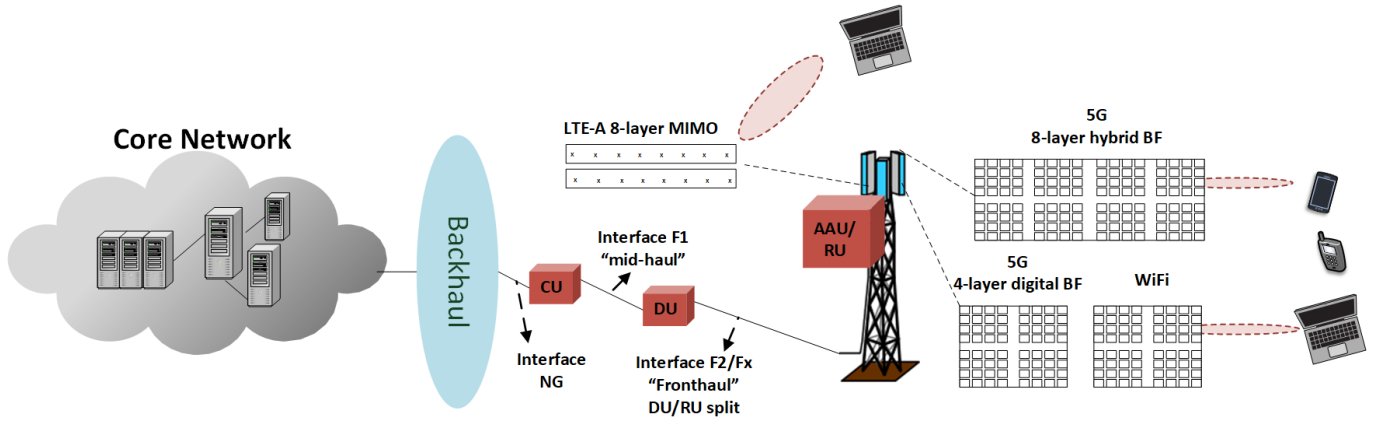 Core Network
Backhaul
Interface
NG
CU
Interface F1
“mid-haul”
DU
Interface F2/Fx
“Fronthaul”
DU/RU split
LTE-A 8-layer MIMO
x x x x x x x x
x x x x x x x x
AAU/
RU
5G
8-layer hybrid BF
5G
4-layer digital BF
WiFi